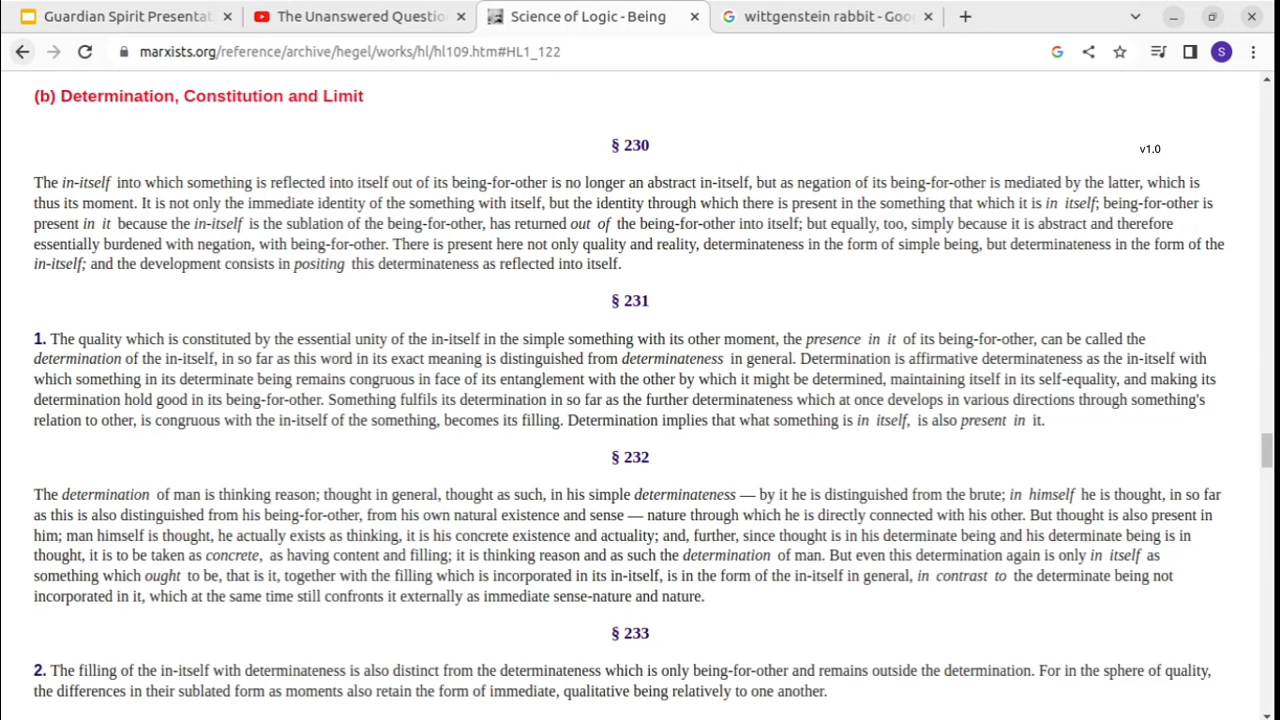 Guardian Spirit Presentat
The Unanswered Questio
Science of Logic - Being
wittgenstein rabbit - Goo
marxists.org/reference/archive/hegel/works/hl/hl109.htm#HL1_122
S
(b) Determination, Constitution and Limit
§ 230
v1.0
The in-itself into which something is reflected into itself out of its being-for-other is no longer an abstract in-itself, but as negation of its being-for-other is mediated by the latter, which is
thus its moment. It is not only the immediate identity of the something with itself, but the identity through which there is present in the something that which it is in itself; being-for-other is
present in it because the in-itself is the sublation of the being-for-other, has returned out of the being-for-other into itself; but equally, too, simply because it is abstract and therefore
essentially burdened with negation, with being-for-other. There is present here not only quality and reality, determinateness in the form of simple being, but determinateness in the form of the
in-itself; and the development consists in positing this determinateness as reflected into itself.
§ 231
1. The quality which is constituted by the essential unity of the in-itself in the simple something with its other moment, the presence in it of its being-for-other, can be called the
determination of the in-itself, in so far as this word in its exact meaning is distinguished from determinateness in general. Determination is affirmative determinateness as the in-itself with
which something in its determinate being remains congruous in face of its entanglement with the other by which it might be determined, maintaining itself in its self-equality, and making its
determination hold good in its being-for-other. Something fulfils its determination in so far as the further determinateness which at once develops in various directions through something's
relation to other, is congruous with the in-itself of the something, becomes its filling. Determination implies that what something is in itself, is also present in it.
§ 232
The determination of man is thinking reason; thought in general, thought as such, in his simple determinateness — by it he is distinguished from the brute; in himself he is thought, in so far
as this is also distinguished from his being-for-other, from his own natural existence and sense — nature through which he is directly connected with his other. But thought is also present in
him; man himself is thought, he actually exists as thinking, it is his concrete existence and actuality; and, further, since thought is in his determinate being and his determinate being is in
thought, it is to be taken as concrete, as having content and filling; it is thinking reason and as such the determination of man. But even this determination again is only in itself as
something which ought to be, that is it, together with the filling which is incorporated in its in-itself, is in the form of the in-itself in general, in contrast to the determinate being not
incorporated in it, which at the same time still confronts it externally as immediate sense-nature and nature.
§ 233
2. The filling of the in-itself with determinateness is also distinct from the determinateness which is only being-for-other and remains outside the determination. For in the sphere of quality,
the differences in their sublated form as moments also retain the form of immediate, qualitative being relatively to one another.